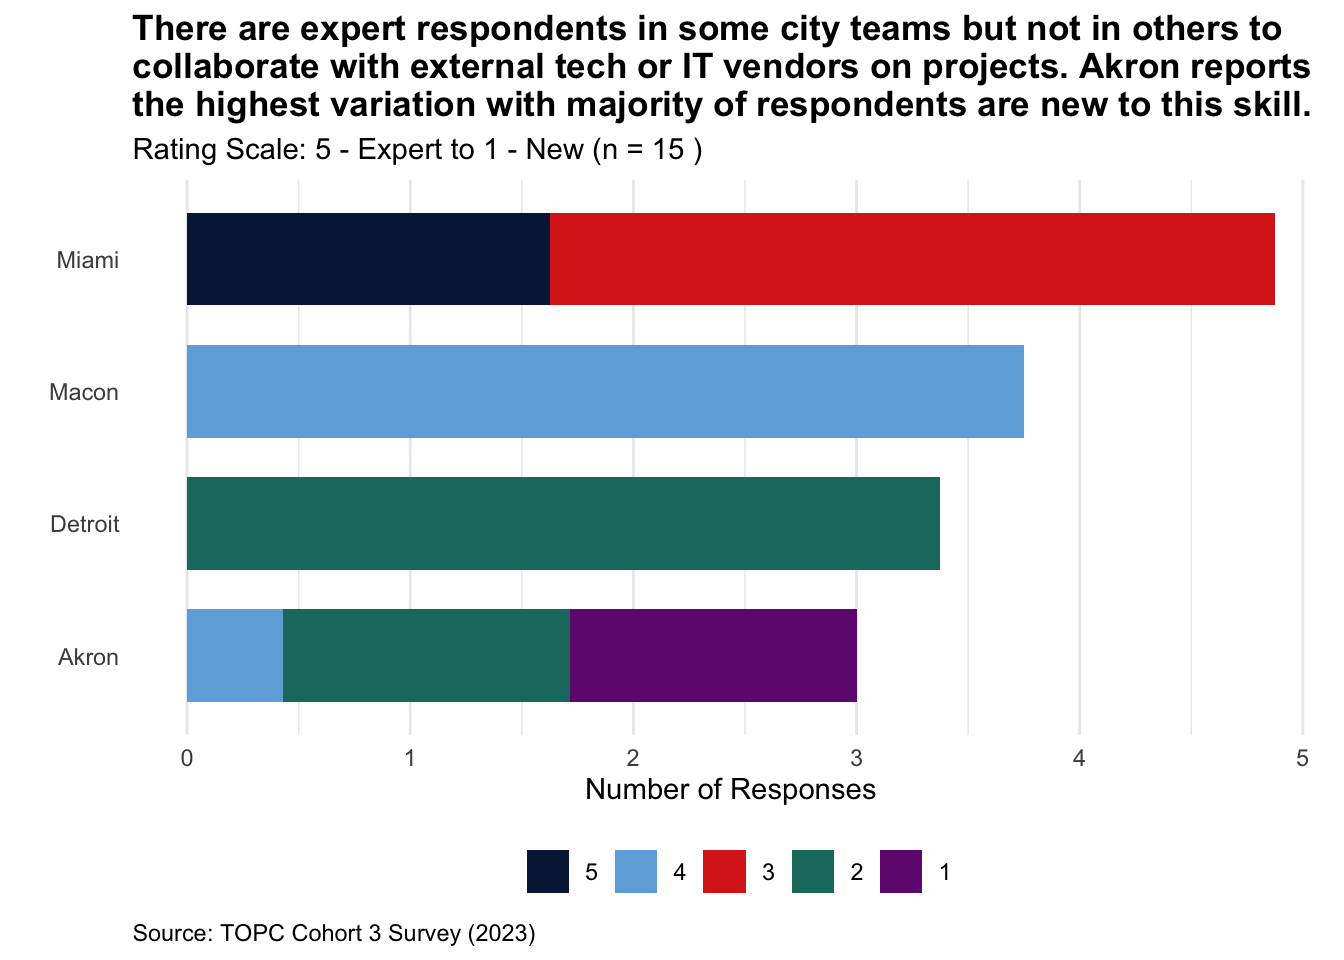 There are expert respondents in some city teams but not in others to
collaborate with external tech or IT vendors on projects. Akron reports
the highest variation with majority of respondents are new to this skill.
Rating Scale: 5 - Expert to 1 - New (n = 15 )
Miami
Macon
Detroit
Akron
0 1 2 3 4 5
Number of Responses
5 4 3 2 1
Source: TOPC Cohort 3 Survey (2023)